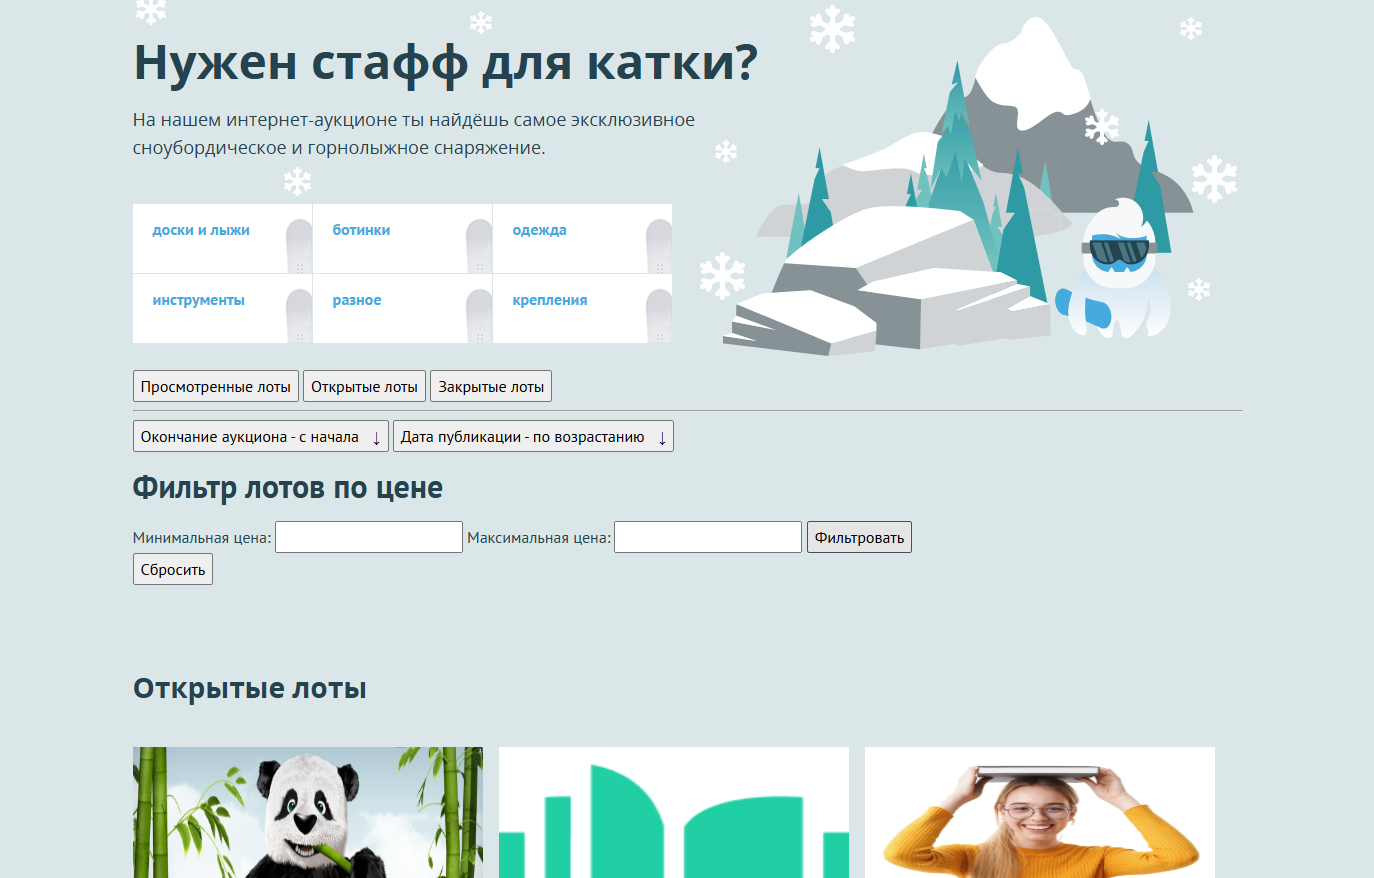 Нужен стафф для катки?
На нашем интернет-аукционе ты найдёшь самое эксклюзивное
сноубордическое и горнолыжное снаряжение.
доски и лыжи
ботинки
одежда
инструменты
разное
крепления
Просмотренные лоты
Открытые лоты
Закрытые лоты
Окончание аукциона - с начала ↓
Дата публикации - по возрастанию ↓
Фильтр лотов по цене
Минимальная цена:
Максимальная цена:
Фильтровать
Сбросить
Открытые лоты